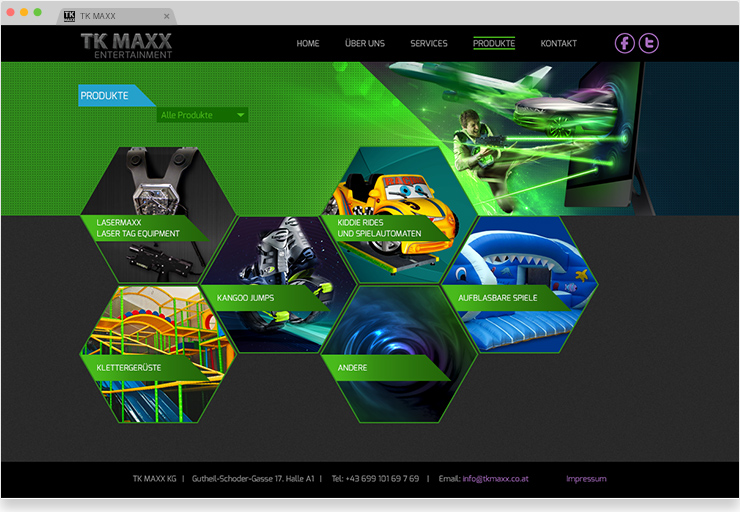 TK MAXX
TK MAXX
ENTERTAINMENT
HOME ÜBER UNS SERVICES PRODUKTE KONTAKT
PRODUKTE
Alle Produkte
LASERMAXX
LASER TAG EQUIPMENT
KIDDIE RIDES
UND SPIELAUTOMATEN
KANGOO JUMPS
AUFBLASBARE SPIELE
KLETTERGERÜSTE
ANDERE
TK MAXX KG | Gutheil-Schoder-Gasse 17, Halle A1 | Tel: +43 699 101 69 7 69 | Email: info@tkmaxx.co.at Impressum